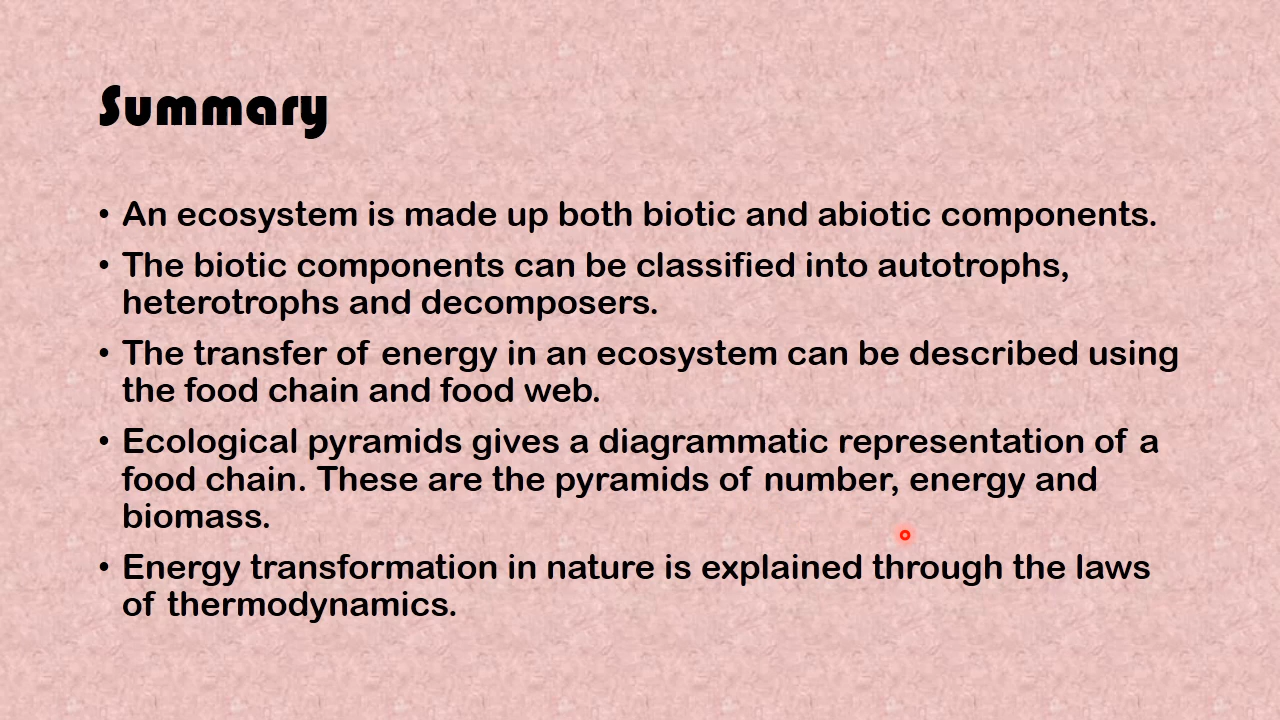 Summary
• An ecosystem is made up both biotic and abiotic components.
• The biotic components can be classified into autotrophs,
heterotrophs and decomposers.
• The transfer of energy in an ecosystem can be described using
the food chain and food web.
• Ecological pyramids gives a diagrammatic representation of a
food chain. These are the pyramids of number, energy and
biomass.
• Energy transformation in nature is explained through the laws
of thermodynamics.